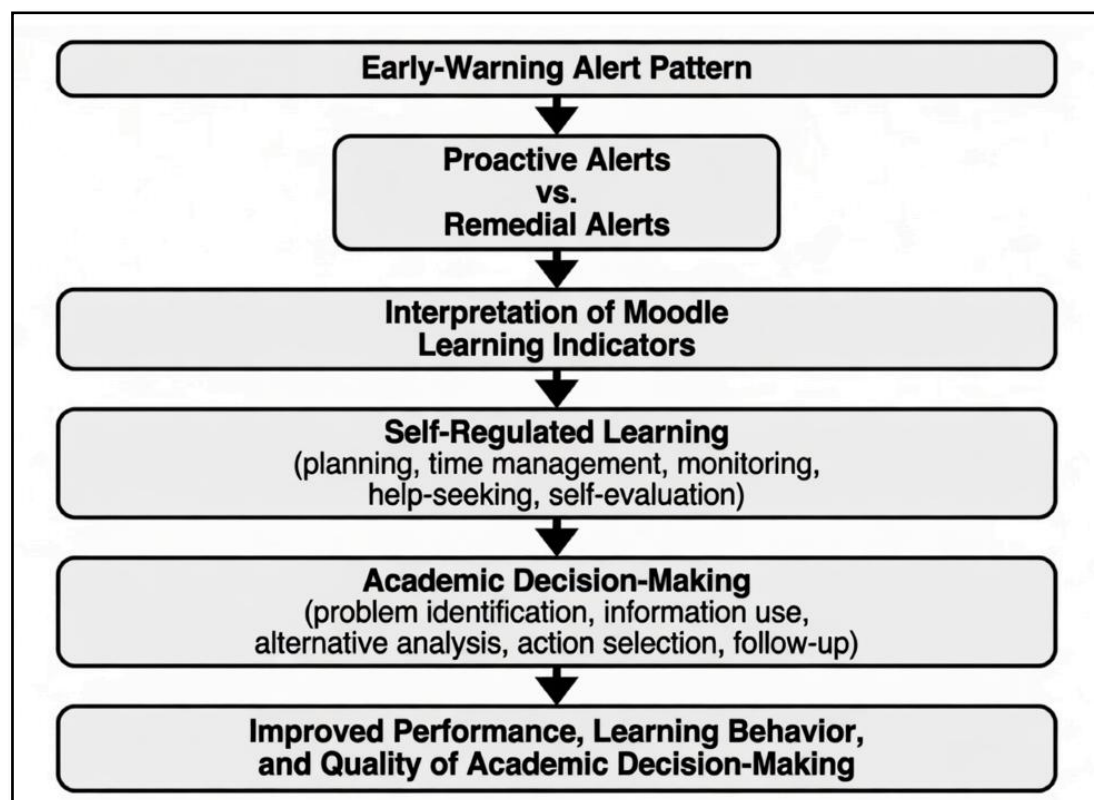 Early-Warning Alert Pattern
Proactive Alerts
vs.
Remedial Alerts
Interpretation of Moodle
Learning Indicators
Self-Regulated Learning
(planning, time management, monitoring,
help-seeking, self-evaluation)
Academic Decision-Making
(problem identification, information use,
alternative analysis, action selection, follow-up)
Improved Performance, Learning Behavior,
and Quality of Academic Decision-Making